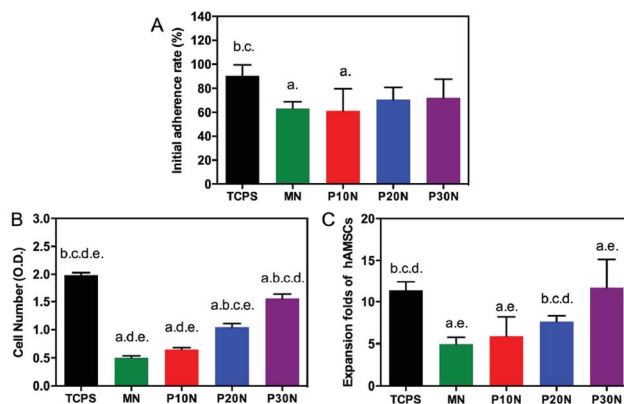 A
Initial adherence rate (%)
140
120
100
80
60
40
20
0
b.c.
a.
a.
TCPS MN P10N P20N P30N
B
Cell Number (O.D.)
3.0
2.5
2.0
1.5
1.0
0.5
0.0
b.c.d.e.
a.d.e.
a.d.e.
a.b.c.e.
a.b.c.d.
TCPS MN P10N P20N P30N
C
Expansion folds of hAMSCs
20
15
10
5
0
b.c.d.
a.e.
a.e.
b.c.d.
a.e.
TCPS MN P10N P20N P30N